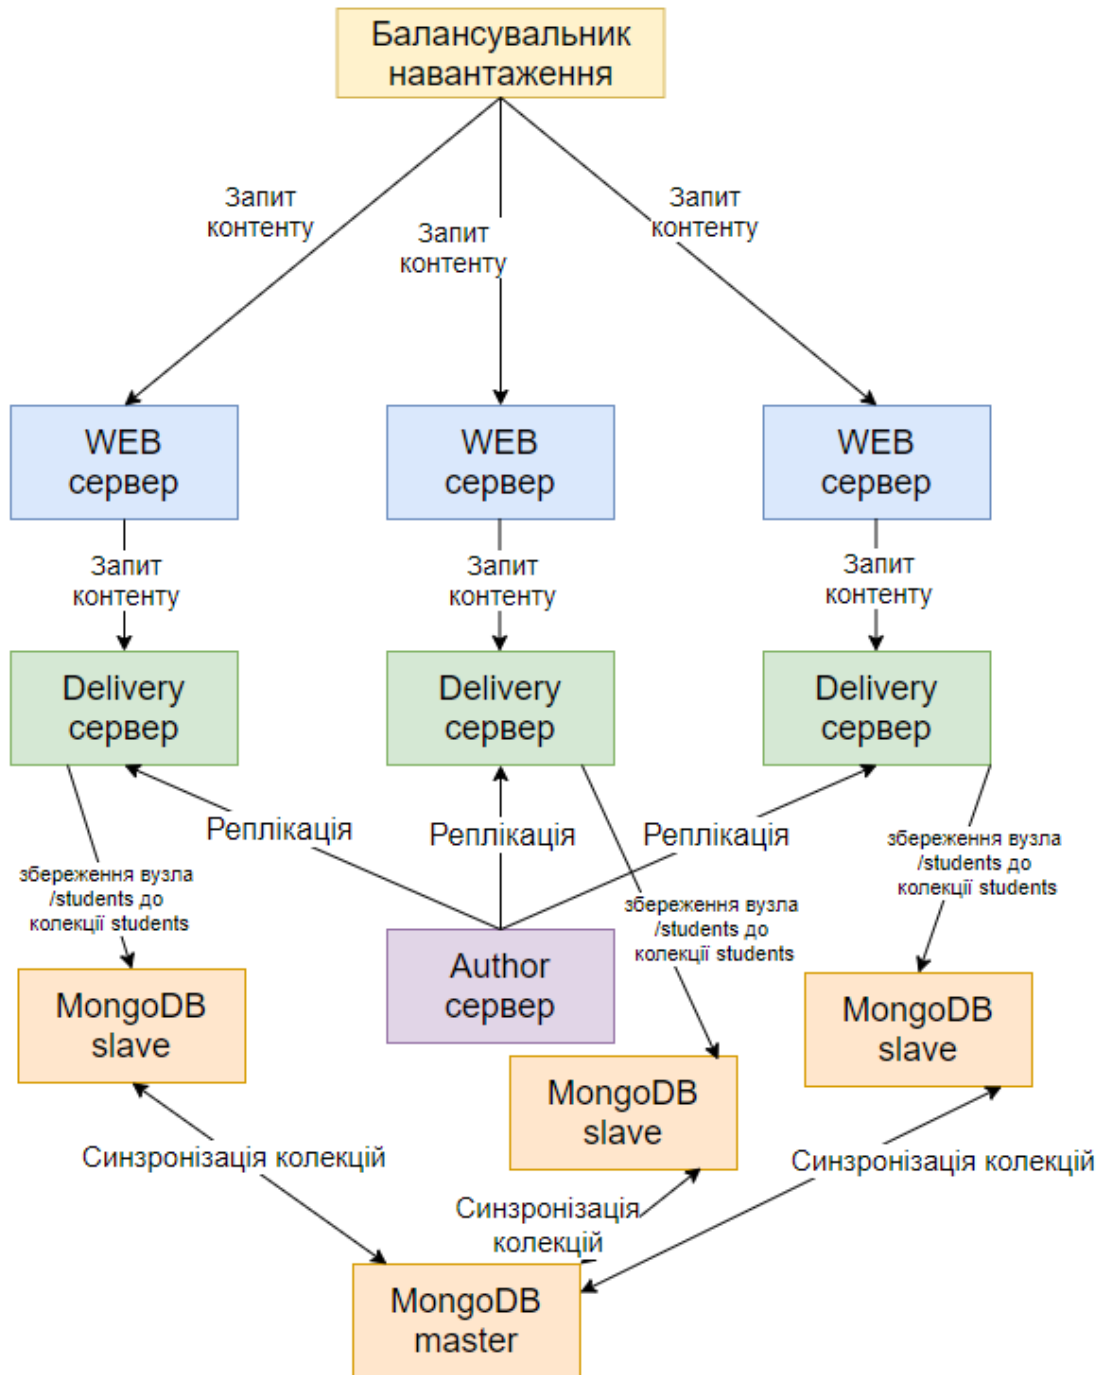 Балансувальник
навантаження
Запит
контенту
Запит
контенту
Запит
контенту
WEB
сервер
WEB
сервер
WEB
сервер
Запит
контенту
Запит
контенту
Запит
контенту
Delivery
сервер
Delivery
сервер
Delivery
сервер
Реплікація
Реплікація
Реплікація
збереження вузла
/students до
колекції students
збереження вузла
/students до
колекції students
збереження вузла
/students до
колекції students
Author
сервер
MongoDB
slave
MongoDB
slave
MongoDB
slave
Синзронізація колекцій
Синзронізація
колекцій
Синзронізація колекцій
MongoDB
master